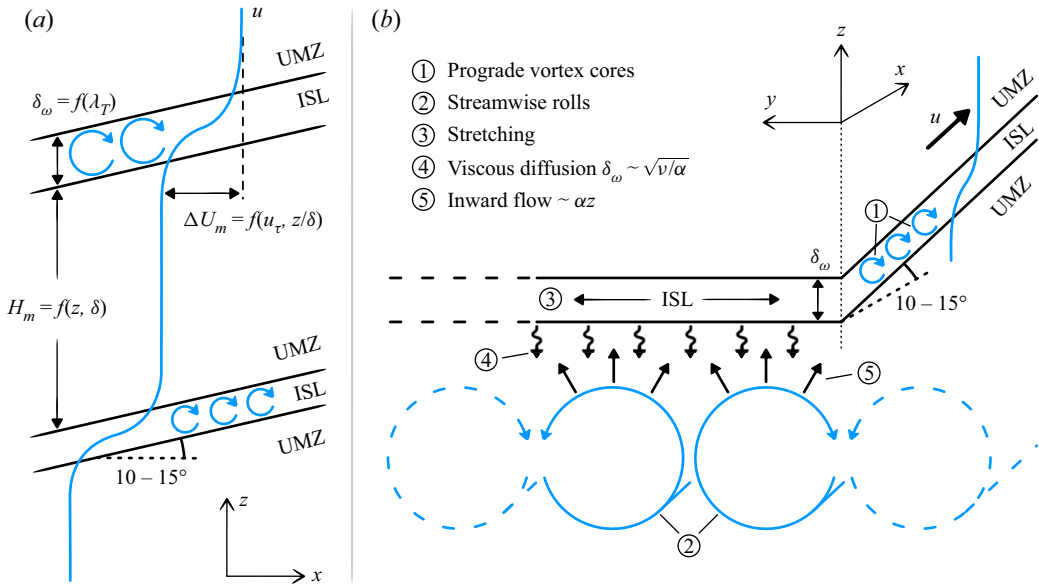 (a)
u
UMZ
ISL
δω = f(λT)
UMZ
ΔUm = f(uτ, z/δ)
Hm = f(z, δ)
UMZ
ISL
UMZ
10 – 15°
z
x
(b)
① Prograde vortex cores
② Streamwise rolls
③ Stretching
④ Viscous diffusion δω ~ √ν/α
⑤ Inward flow ~ αz
z
x
y
u
UMZ
ISL
UMZ
①
δω
10 – 15°
③ ISL
④
⑤
②